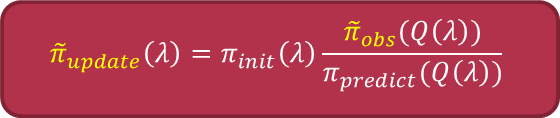 π̃_update(λ) = π_init(λ) π̃_obs(Q(λ)) / π_predict(Q(λ))